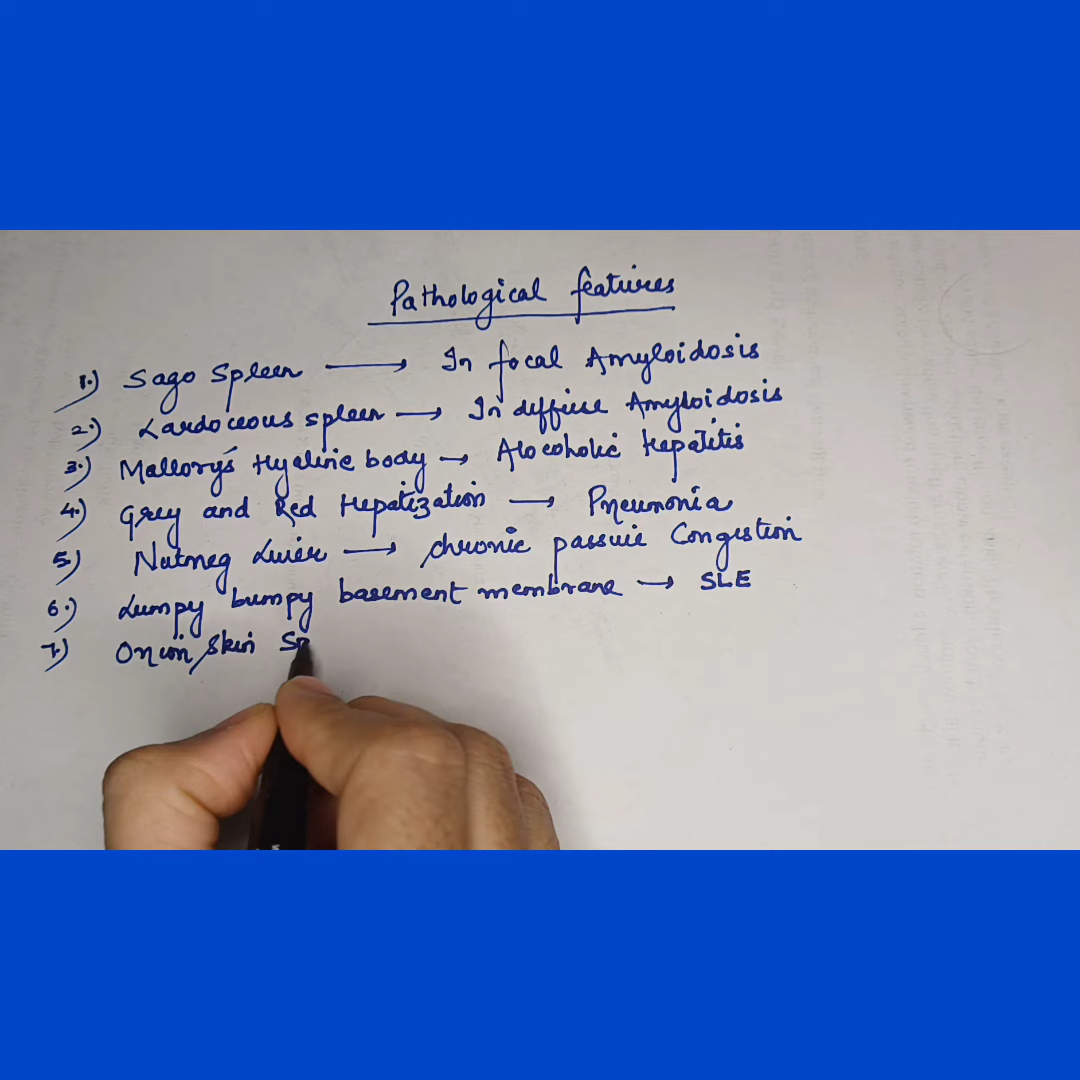 Pathological features
1.) Sago Spleen → In focal Amyloidosis
2.) Lardoceous spleen → In diffuse Amyloidosis
3.) Mallory's Hyaline body → Alocoholic Hepatitis
4.) Grey and Red Hepatization → Pneumonia
5.) Nutmeg Liver → chronic passive Congestion
6.) Lumpy bumpy basement membrane → SLE
7.) Onion skin Sp